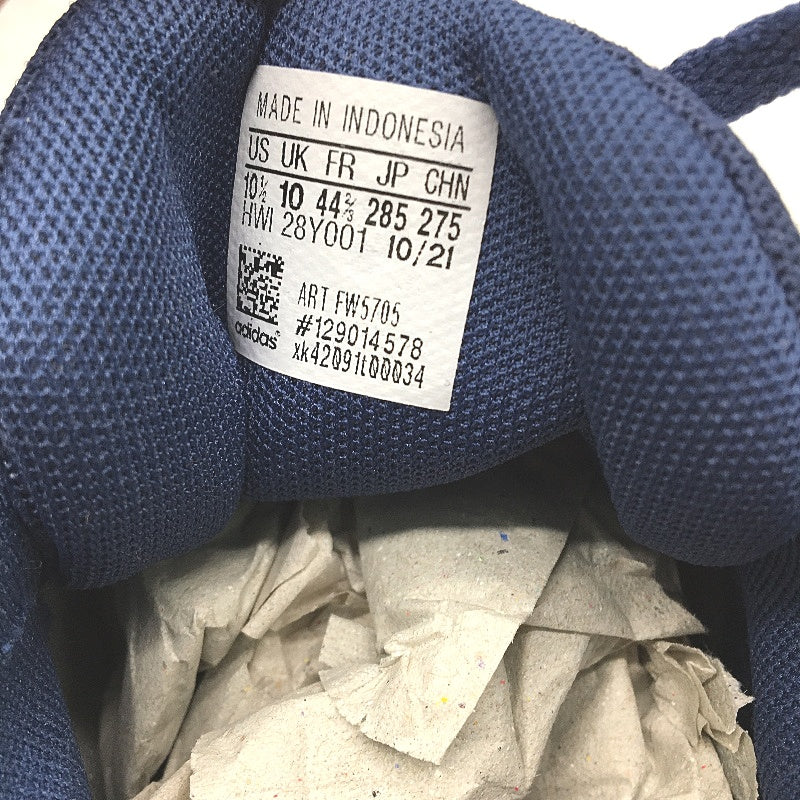 MADE IN INDONESIA
US UK FR JP CHN
10½ 10 44⅔ 285 275
HWI 28Y001 10/21
ART FW5705
#129014578
adidas
xk42091t00034